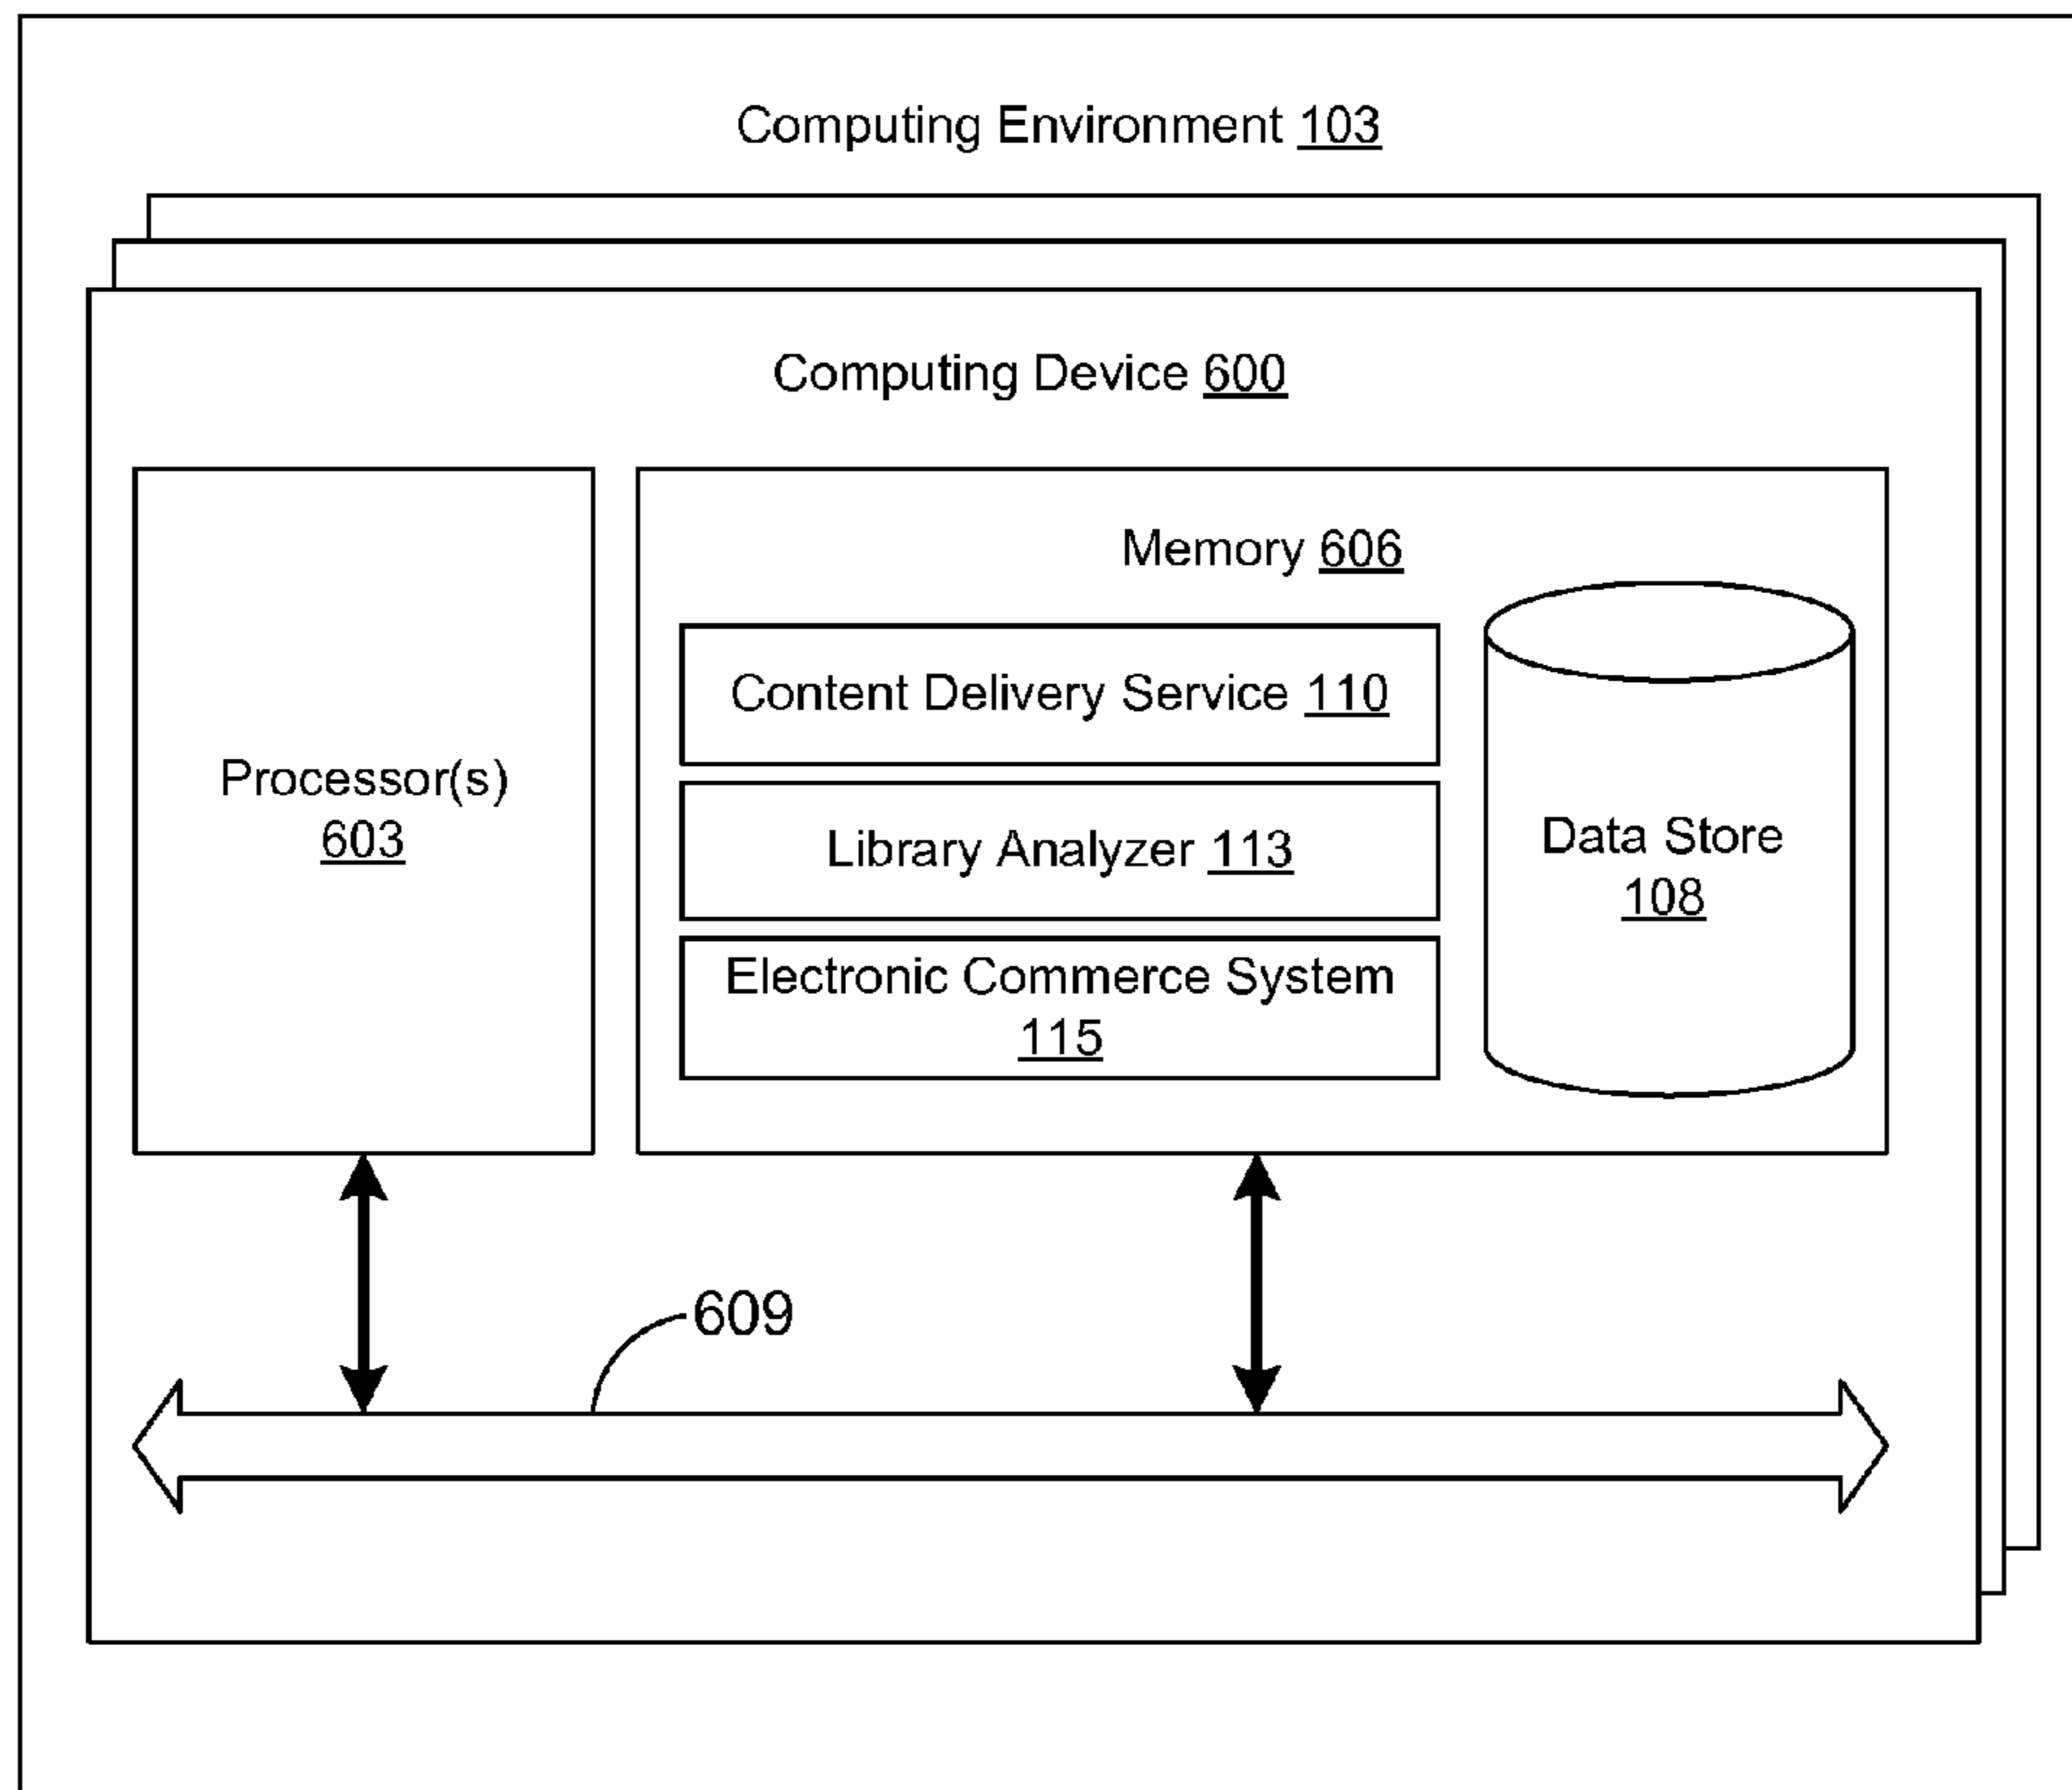 Computing Environment 103
Computing Device 600
Memory 606
Content Delivery Service 110
Processor(s)
603
Library Analyzer 113
Data Store
108
Electronic Commerce System
115
609